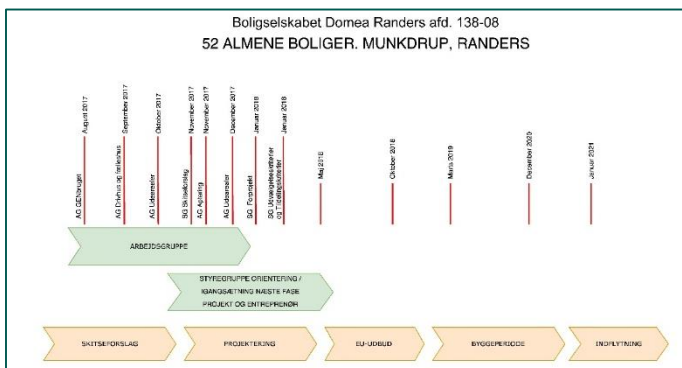 Boligselskabet Domea Randers afd. 138-08
52 ALMENE BOLIGER. MUNKDRUP, RANDERS
August 2017
September 2017
Oktober 2017
November 2017
November 2017
December 2017
Januar 2018
Januar 2018
Maj 2018
Oktober 2018
Marts 2019
December 2020
Januar 2021
AG GENbruget
AG Drivhus og fælleshus
AG Udearealer
SG Skitseforslag
AG Aptering
AG Udearealer
SG Forprojekt
SG Udvælgelseskriterier
og Tildelingskriterier
ARBEJDSGRUPPE
STYREGRUPPE ORIENTERING /
IGANGSÆTNING NÆSTE FASE
PROJEKT OG ENTREPRENØR
SKITSEFORSLAG
PROJEKTERING
EU-UDBUD
BYGGEPERIODE
INDFLYTNING